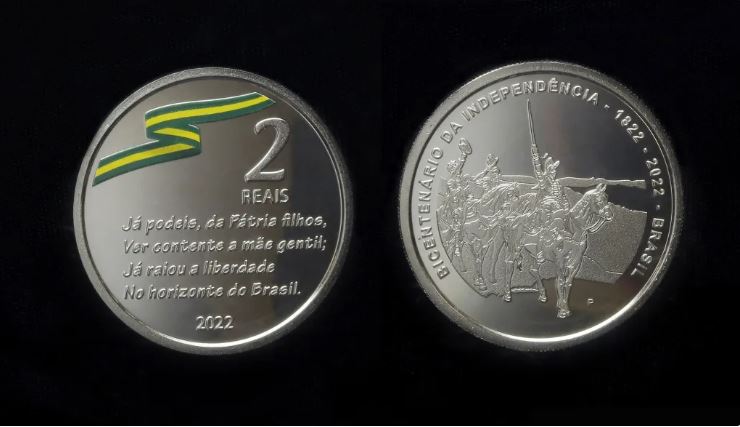 2
REAIS
Já podeis, da Pátria filhos,
Ver contente a mãe gentil;
Já raiou a liberdade
No horizonte do Brasil.
2022
BICENTENÁRIO DA INDEPENDÊNCIA - 1822 - 2022 - BRASIL
P